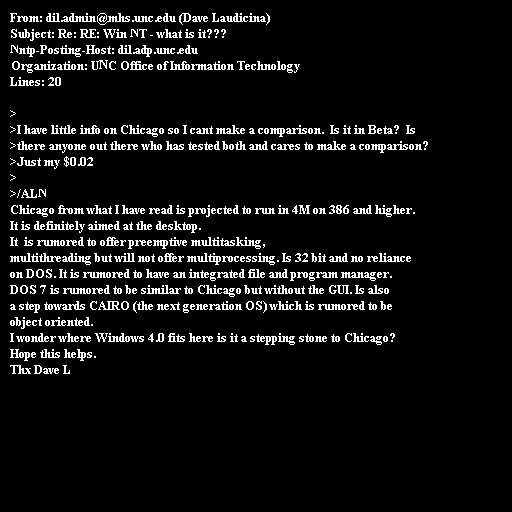 From: dil.admin@mhs.unc.edu (Dave Laudicina)
Subject: Re: RE: Win NT - what is it???
Nntp-Posting-Host: dil.adp.unc.edu
Organization: UNC Office of Information Technology
Lines: 20

>
>I have little info on Chicago so I cant make a comparison.  Is it in Beta?  Is
>there anyone out there who has tested both and cares to make a comparison?
>Just my $0.02
>
>/ALN
Chicago from what I have read is projected to run in 4M on 386 and higher.
It is definitely aimed at the desktop.
It  is rumored to offer preemptive multitasking,
multithreading but will not offer multiprocessing. Is 32 bit and no reliance
on DOS. It is rumored to have an integrated file and program manager.
DOS 7 is rumored to be similar to Chicago but without the GUI. Is also
a step towards CAIRO (the next generation OS) which is rumored to be
object oriented.
I wonder where Windows 4.0 fits here is it a stepping stone to Chicago?
Hope this helps.
Thx Dave L